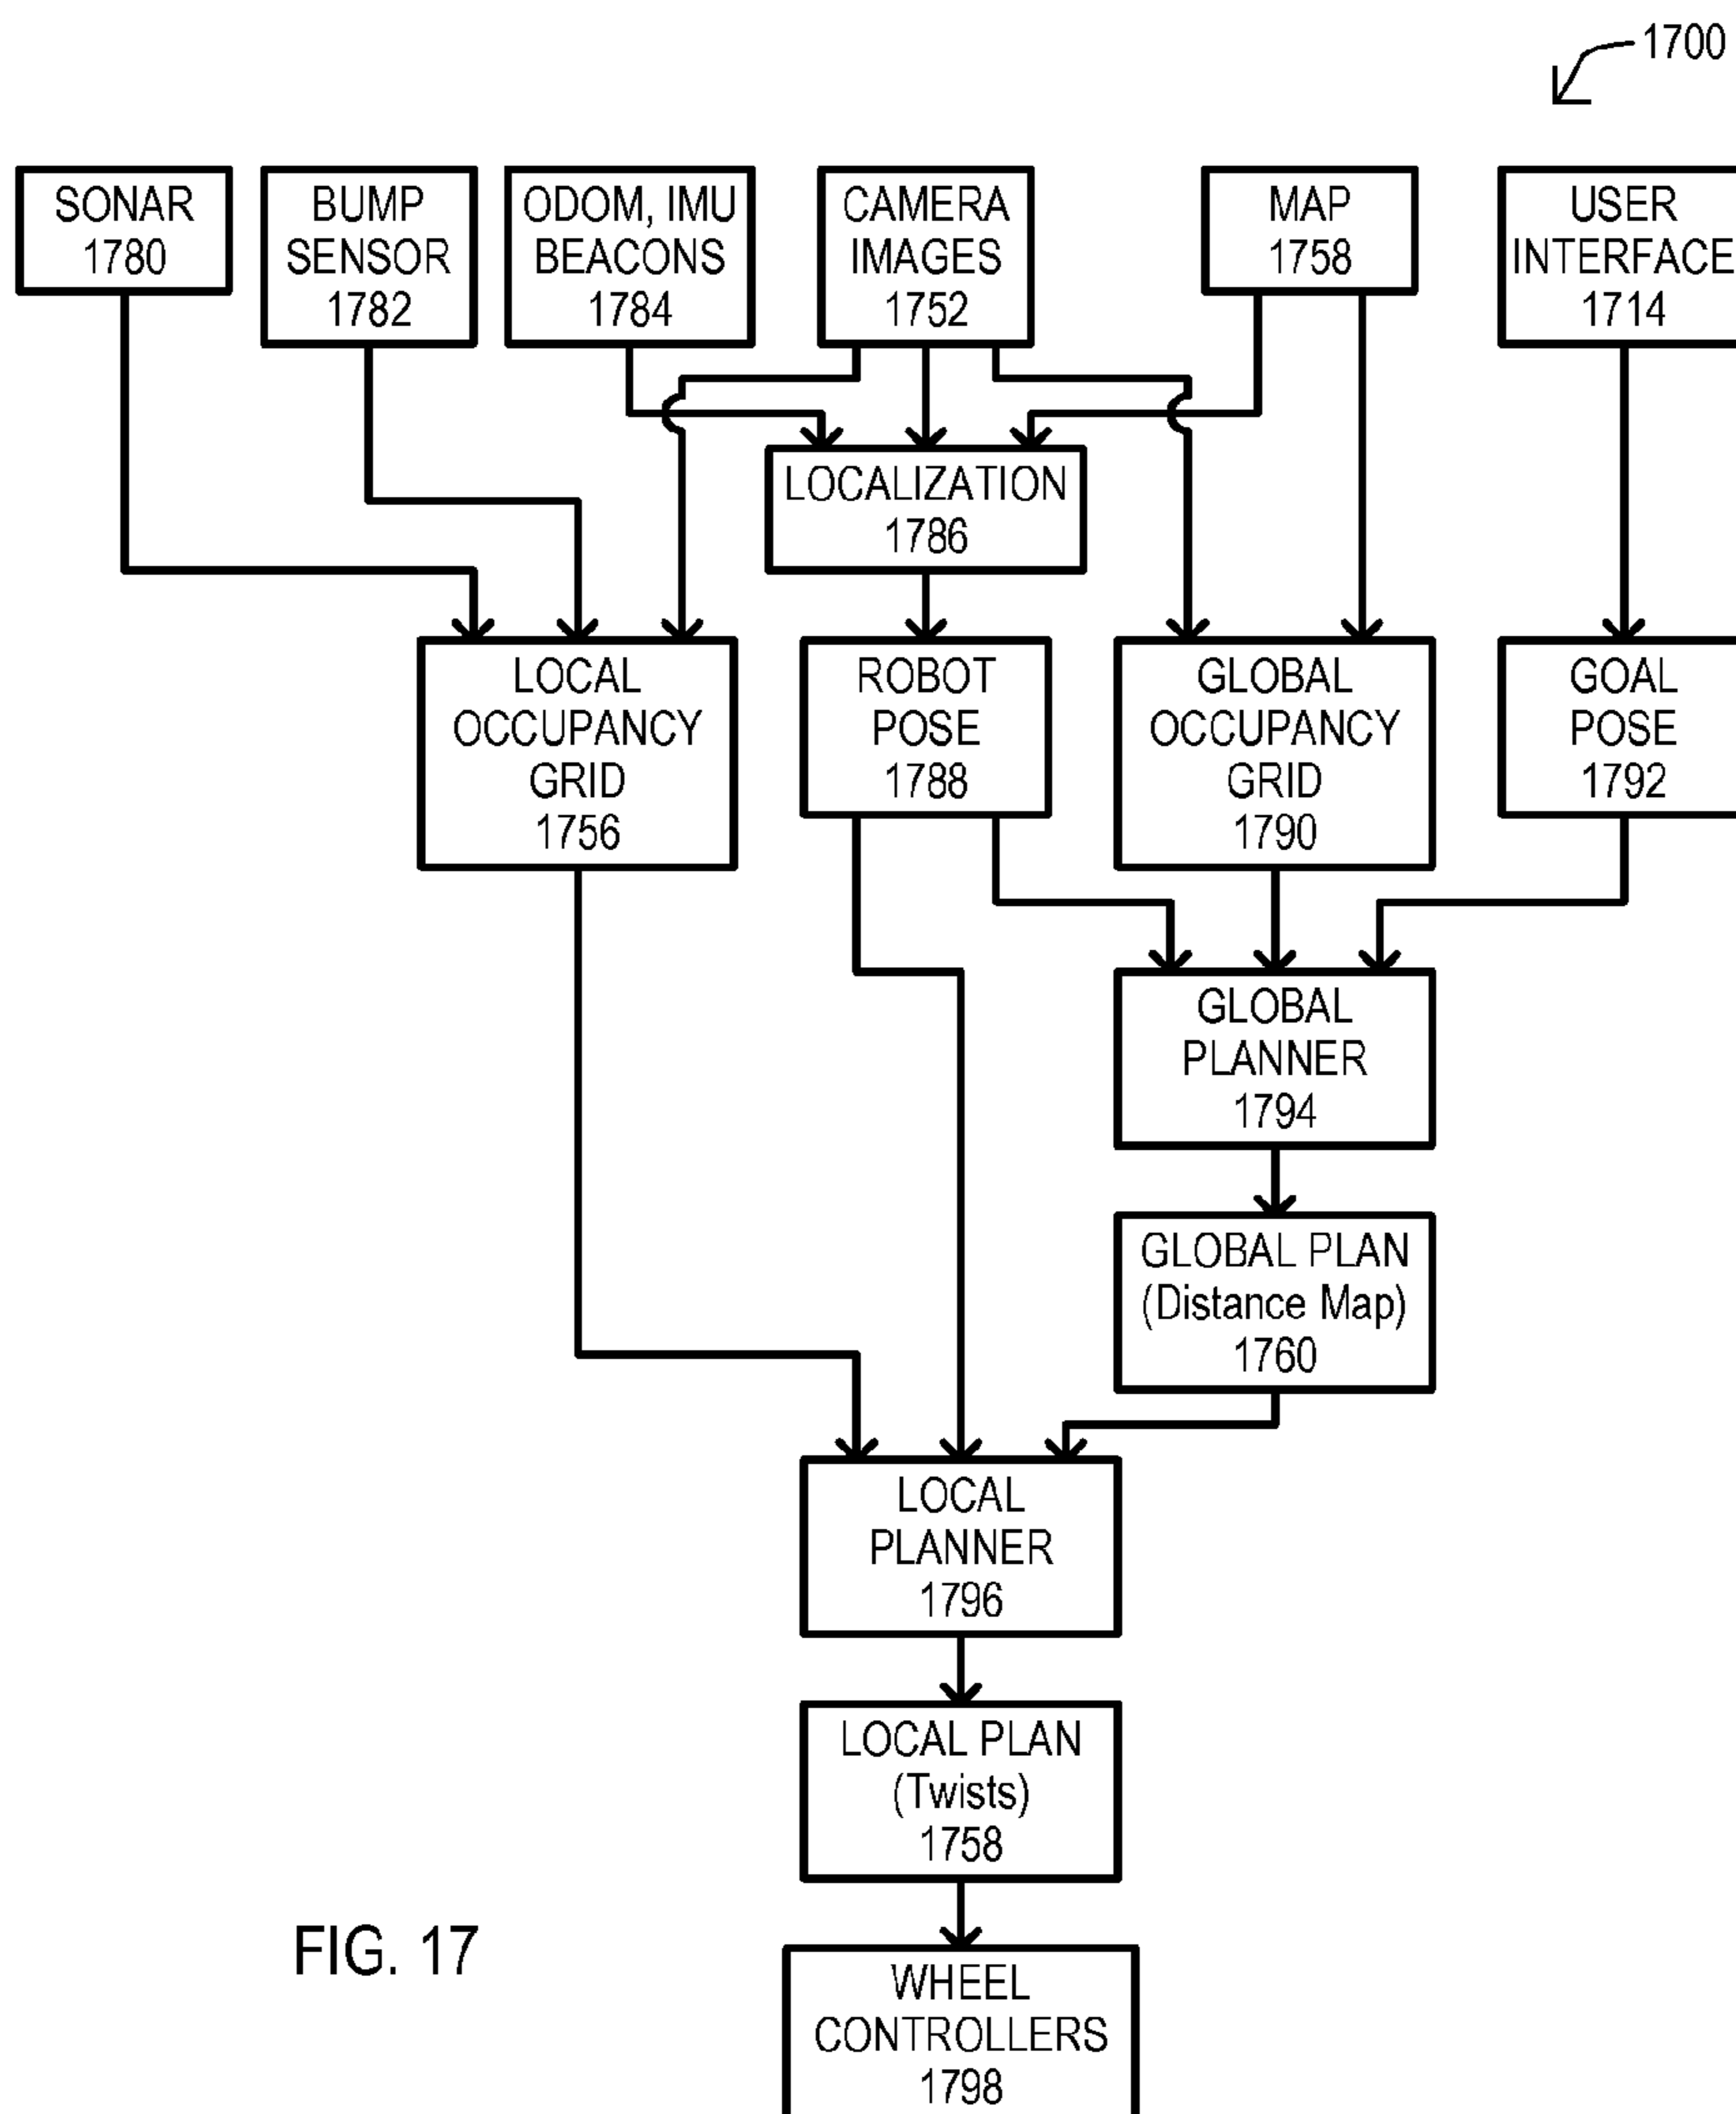 1700
SONAR
1780
BUMP
SENSOR
1782
ODOM, IMU
BEACONS
1784
CAMERA
IMAGES
1752
MAP
1758
USER
INTERFACE
1714
LOCALIZATION
1786
LOCAL
OCCUPANCY
GRID
1756
ROBOT
POSE
1788
GLOBAL
OCCUPANCY
GRID
1790
GOAL
POSE
1792
GLOBAL
PLANNER
1794
GLOBAL PLAN
(Distance Map)
1760
LOCAL
PLANNER
1796
LOCAL PLAN
(Twists)
1758
WHEEL
CONTROLLERS
1798
FIG. 17